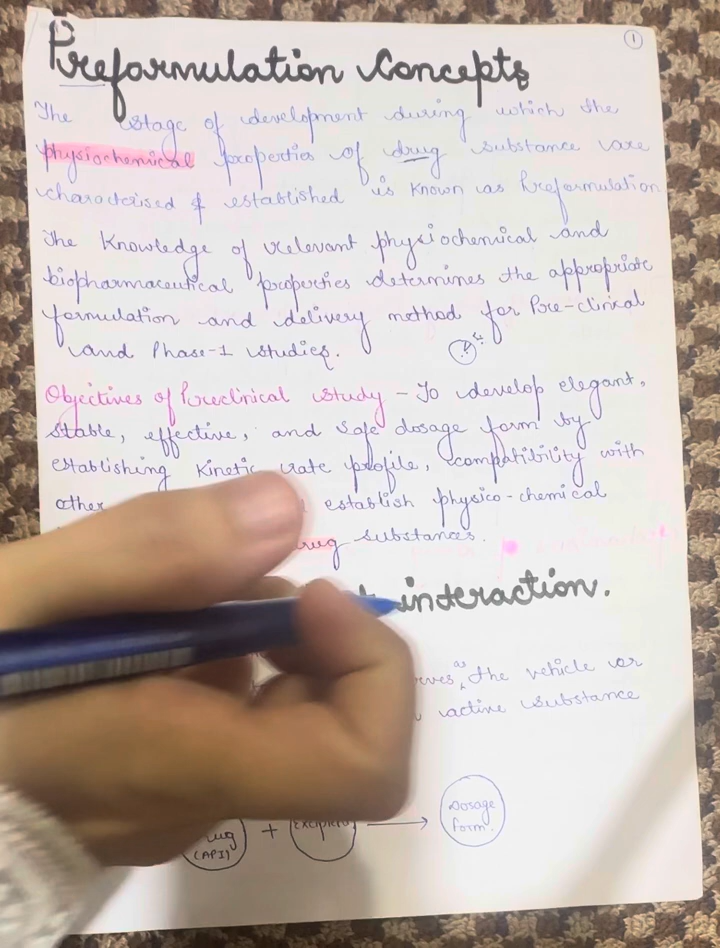 1
Preformulation Concepts
The stage of development during which the
physiochemical properties of drug substance are
characterised & established is known as Preformulation
The Knowledge of relevant physiochemical and
biopharmaceutical properties determines the appropriate
formulation and delivery method for Pre-clinical
and Phase-1 studies.
Objectives of Preclinical study - To develop elegant,
stable, effective, and safe dosage form by
establishing Kinetic rate profile, compatibility with
other establish physico-chemical
substances.
interaction.
as the vehicle or
active substance
(API) + → Dosage
form.